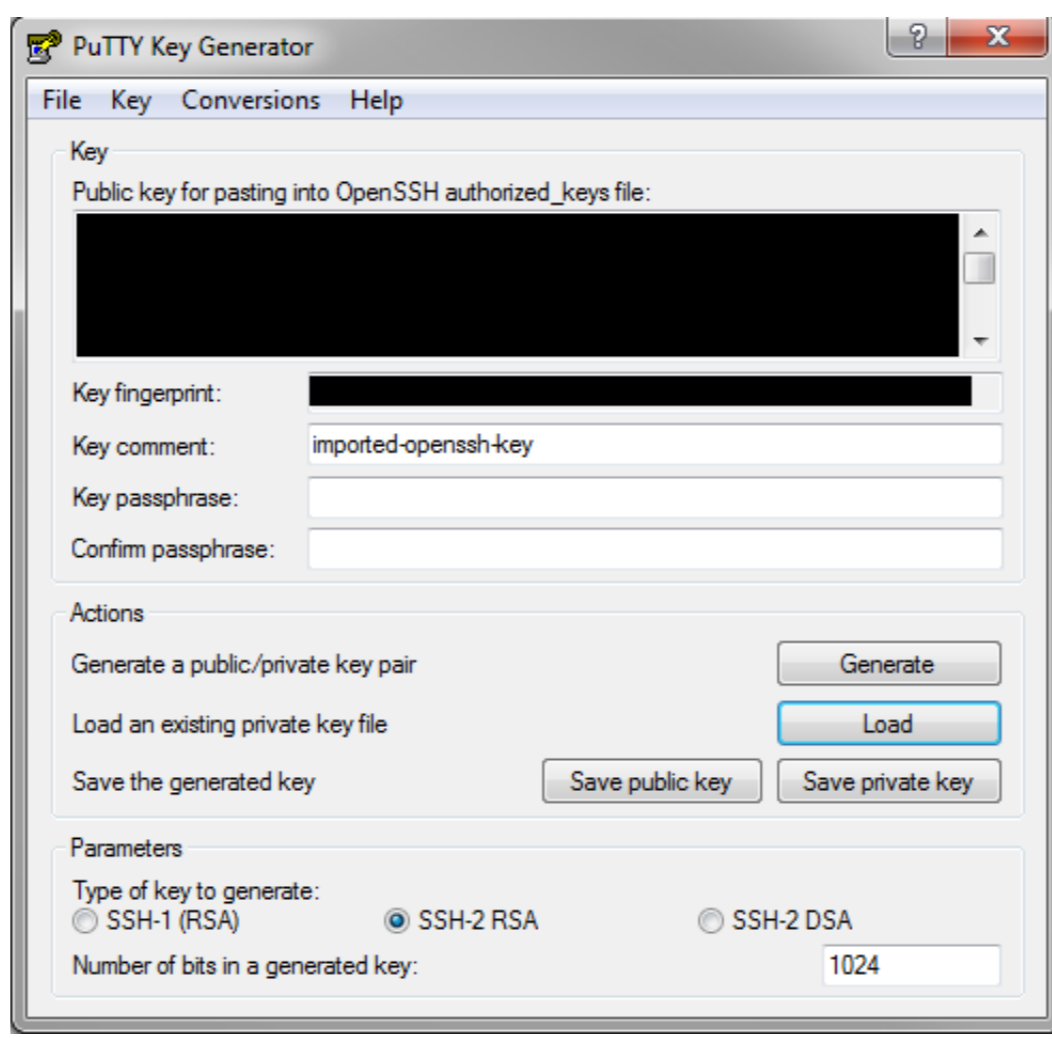 PuTTY Key Generator
File Key Conversions Help
Key
Public key for pasting into OpenSSH authorized_keys file:
Key fingerprint:
Key comment: imported-openssh-key
Key passphrase:
Confirm passphrase:
Actions
Generate a public/private key pair Generate
Load an existing private key file Load
Save the generated key Save public key Save private key
Parameters
Type of key to generate:
SSH-1 (RSA) SSH-2 RSA SSH-2 DSA
Number of bits in a generated key: 1024